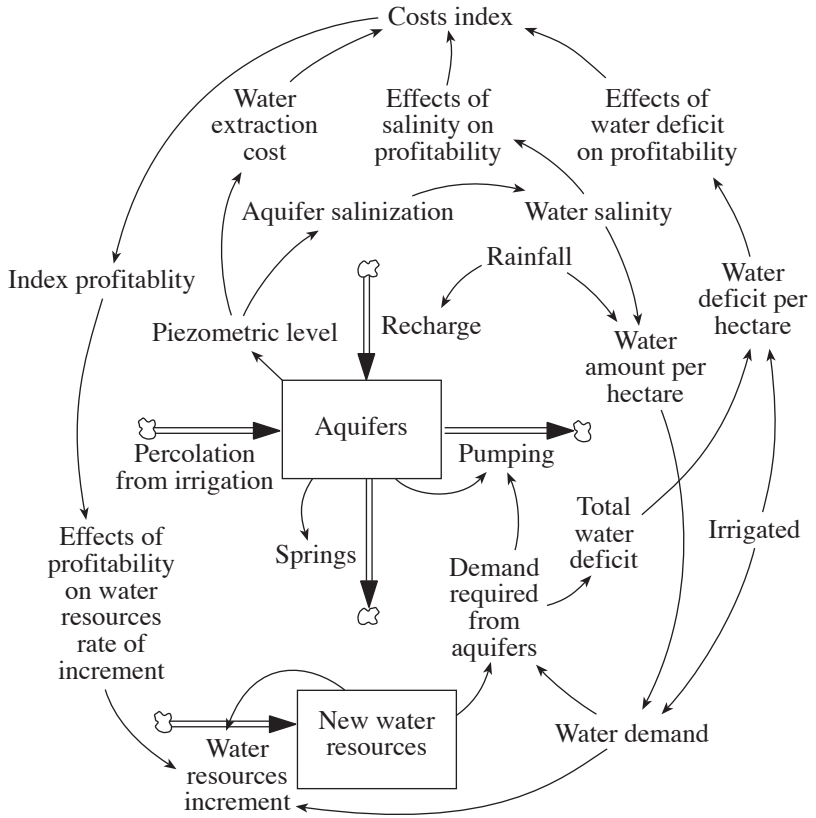 Costs index
Water
extraction
cost
Effects of
salinity on
profitability
Effects of
water deficit
on profitability
Aquifer salinization
Water salinity
Rainfall
Index profitablity
Water
deficit per
hectare
Piezometric level
Recharge
Water
amount per
hectare
Aquifers
Percolation
from irrigation
Pumping
Springs
Total
water
deficit
Irrigated
Effects of
profitability
on water
resources
rate of
increment
Demand
required
from
aquifers
New water
resources
Water
resources
increment
Water demand